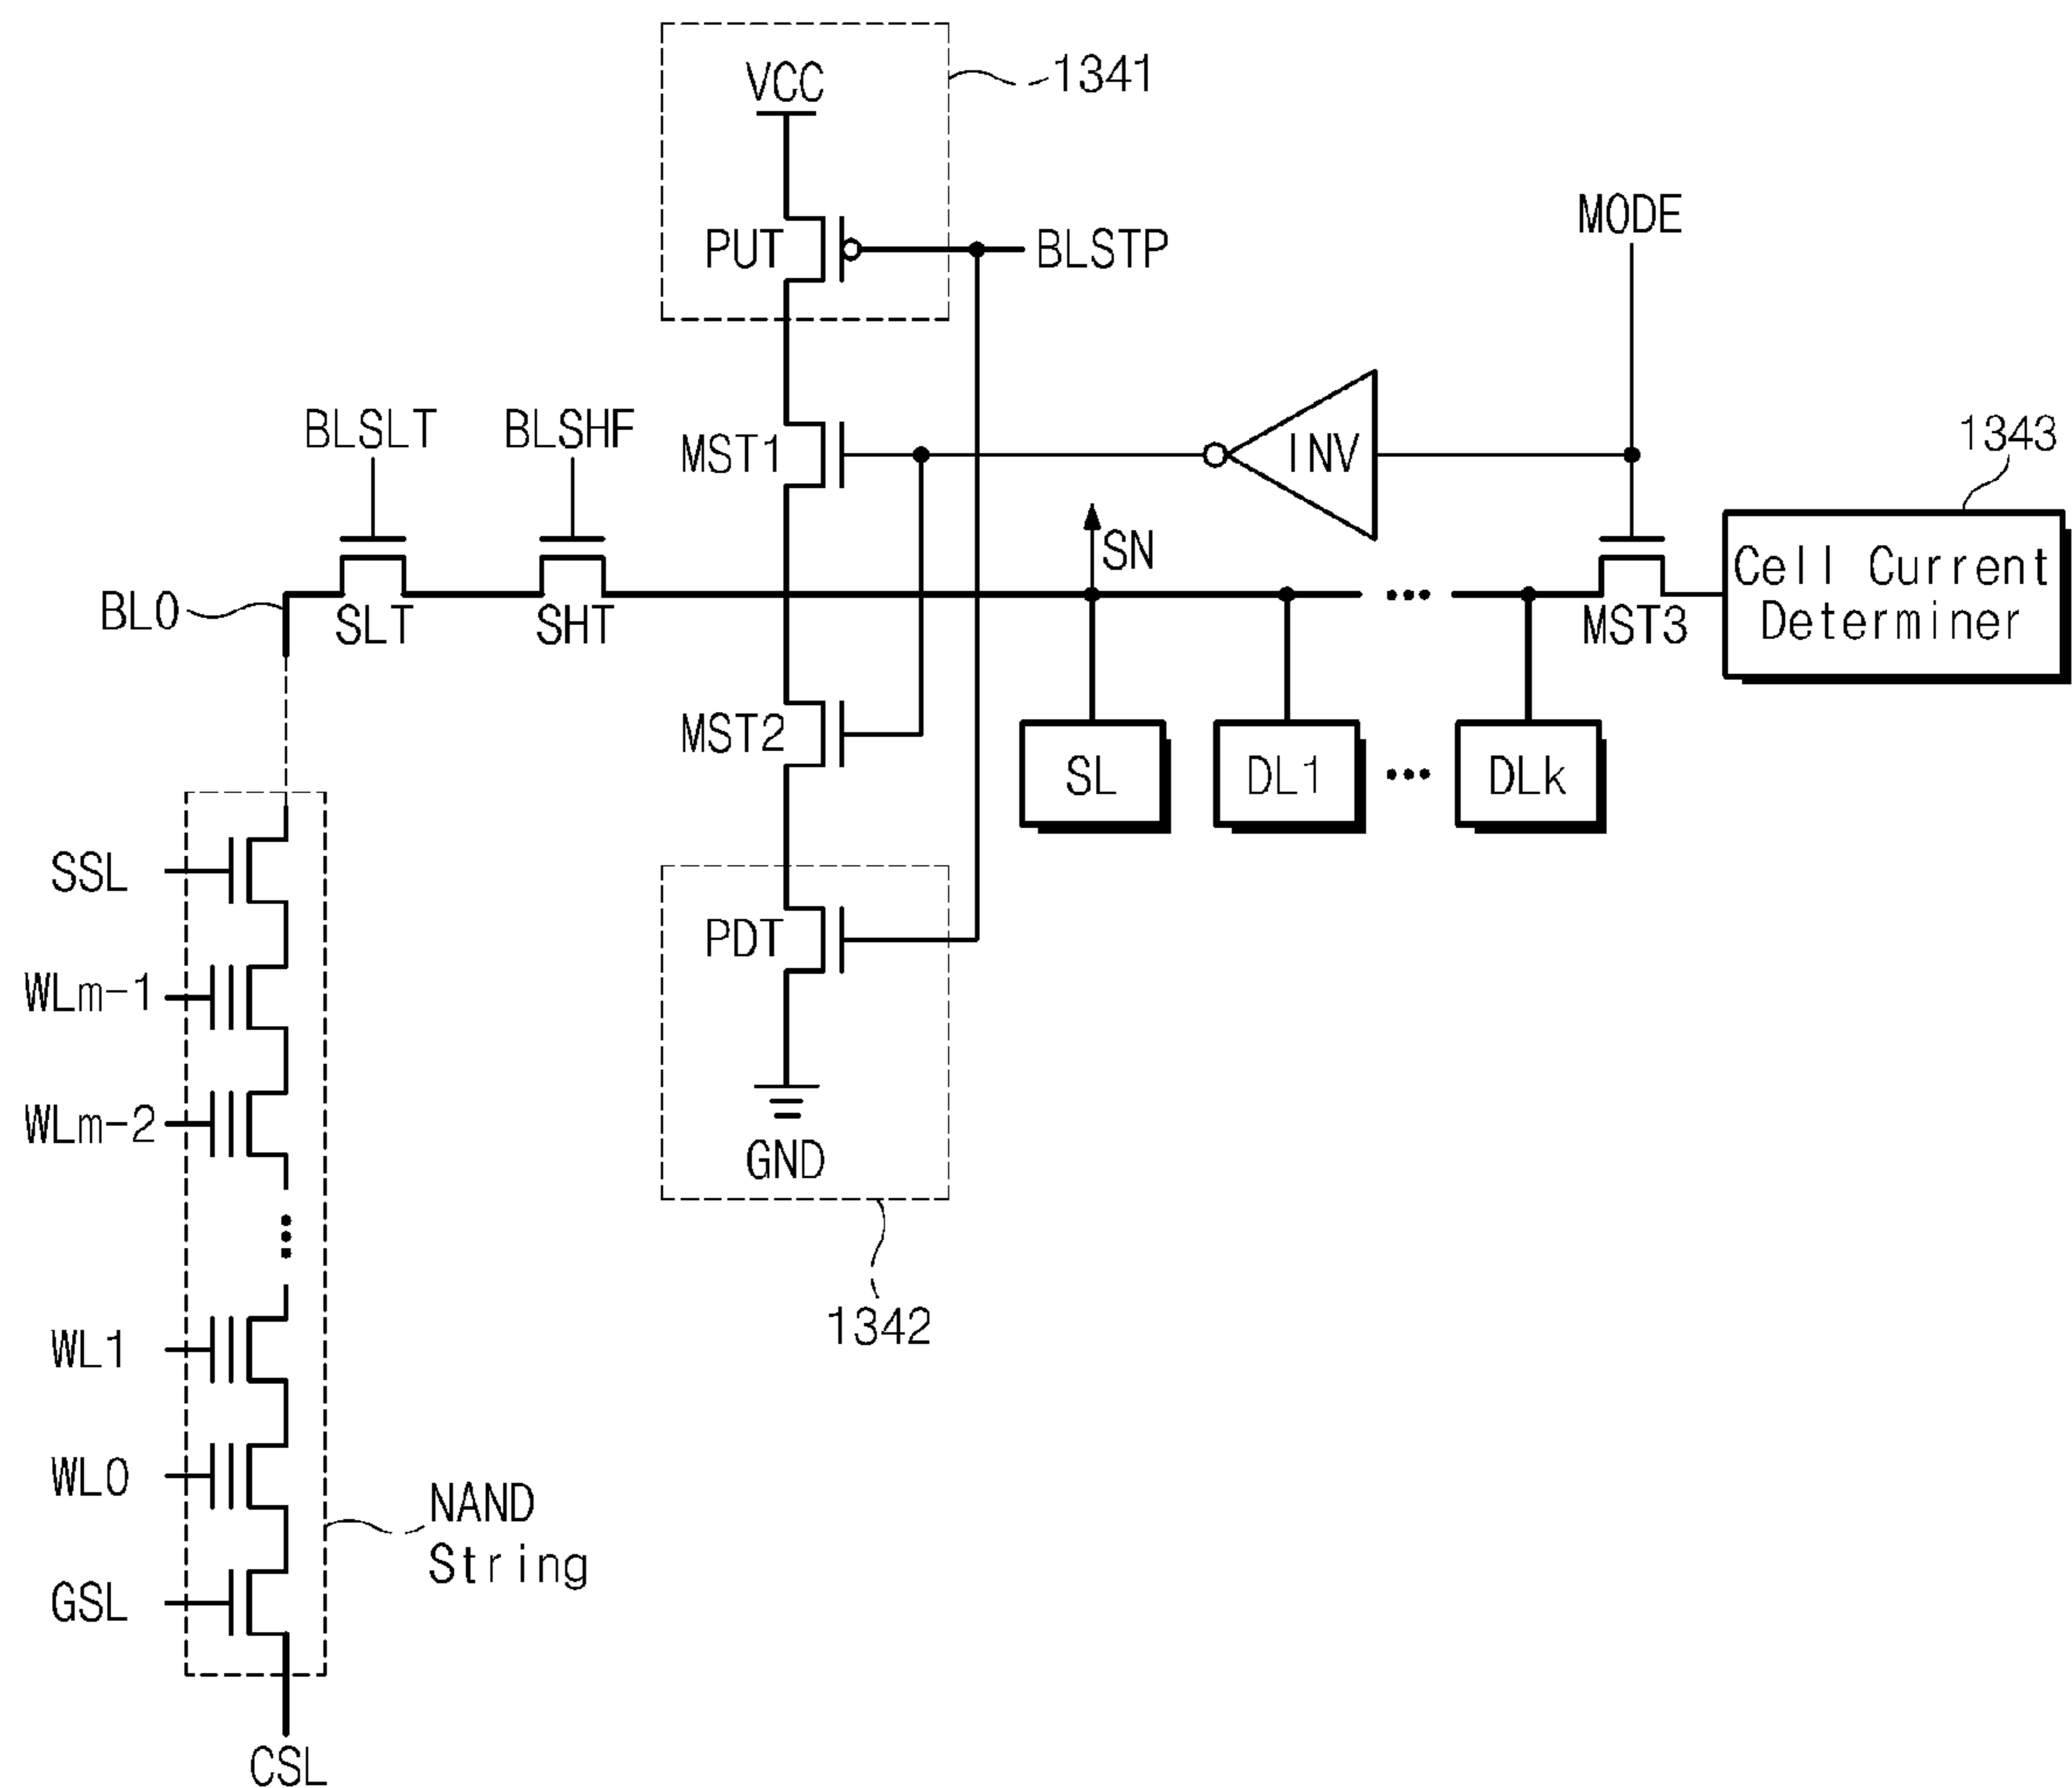 VCC
1341
PUT
BLSTP
MODE
BLSLT
BLSHF
MST1
INV
1343
SN
Cell Current
Determiner
BL0
SLT
SHT
MST3
MST2
SL
DL1
...
DLk
SSL
PDT
WLm-1
WLm-2
GND
1342
WL1
WL0
NAND
String
GSL
CSL